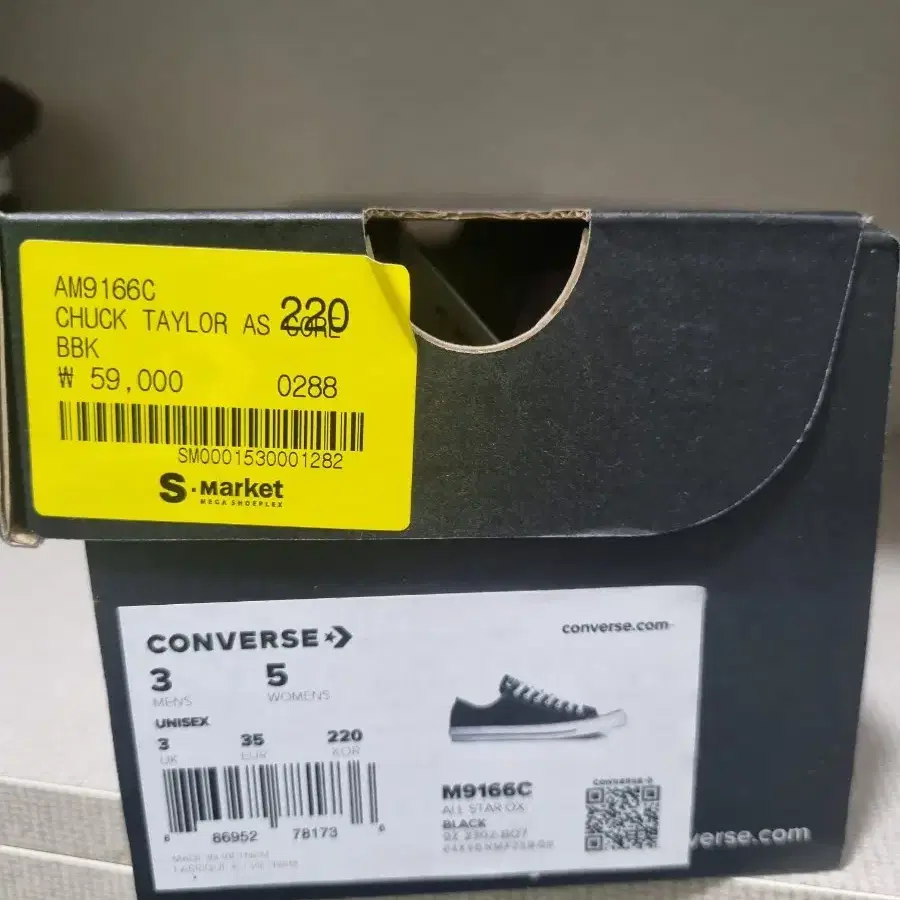 AM9166C
CHUCK TAYLOR AS CORE 220
BBK
₩ 59,000 0288
SM0001530001282
S·Market
MEGA SHOEPLEX
CONVERSE
converse.com
3 5
MENS WOMENS
UNISEX
3 35 220
UK EUR KOR
6 86952 78173 6
M9166C
ALL STAR OX
BLACK
CONVERSE
MADE IN VIETNAM
verse.com